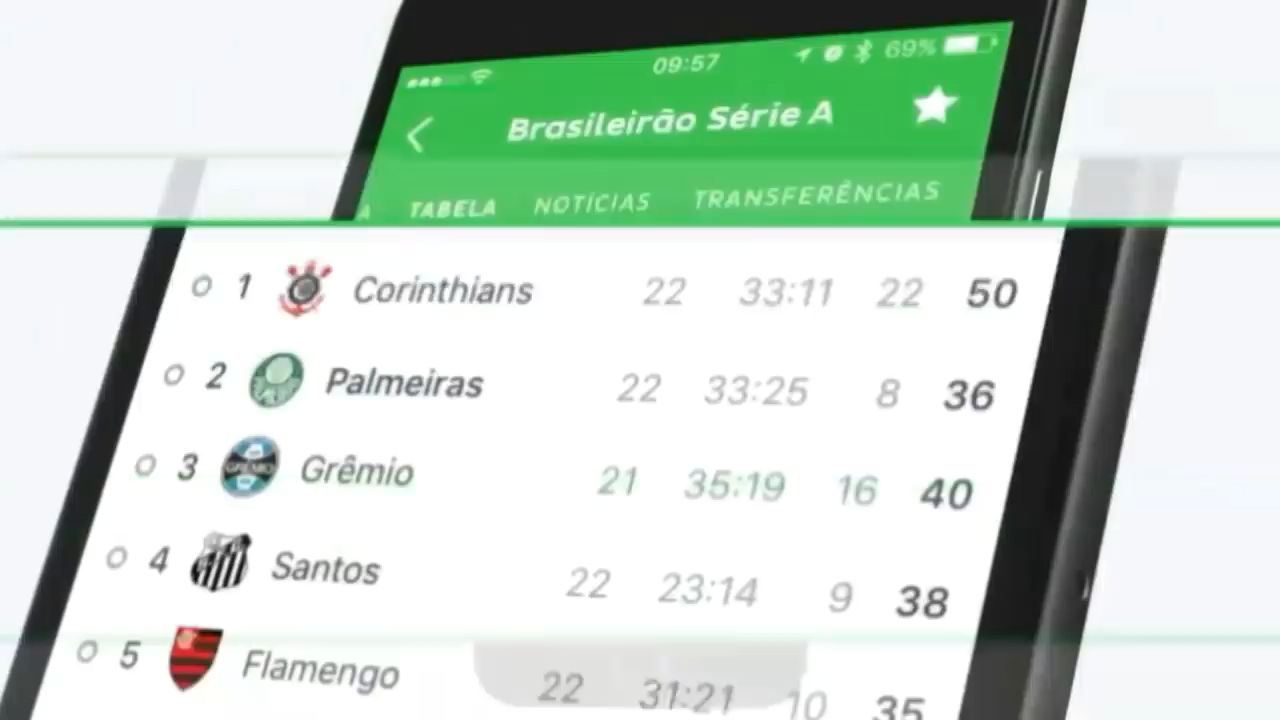 09:57 69%
Brasileirão Série A
A TABELA NOTÍCIAS TRANSFERÊNCIAS
1 Corinthians 22 33:11 22 50
2 Palmeiras 22 33:25 8 36
3 GRÊMIO Grêmio 21 35:19 16 40
4 Santos 22 23:14 9 38
5 Flamengo 22 31:21 10 35